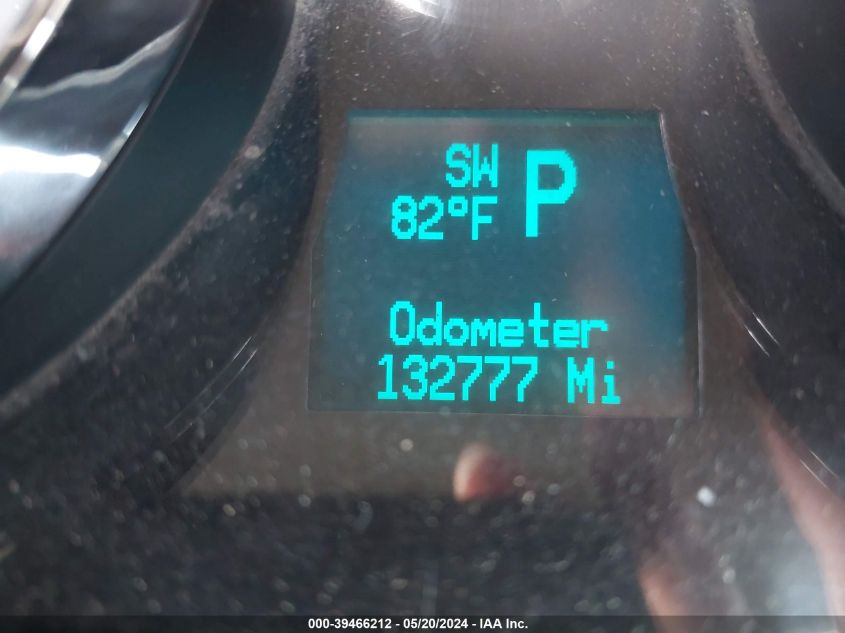 SW P
82°F
Odometer
132777 Mi
000-39466212 - 05/20/2024 - IAA Inc.